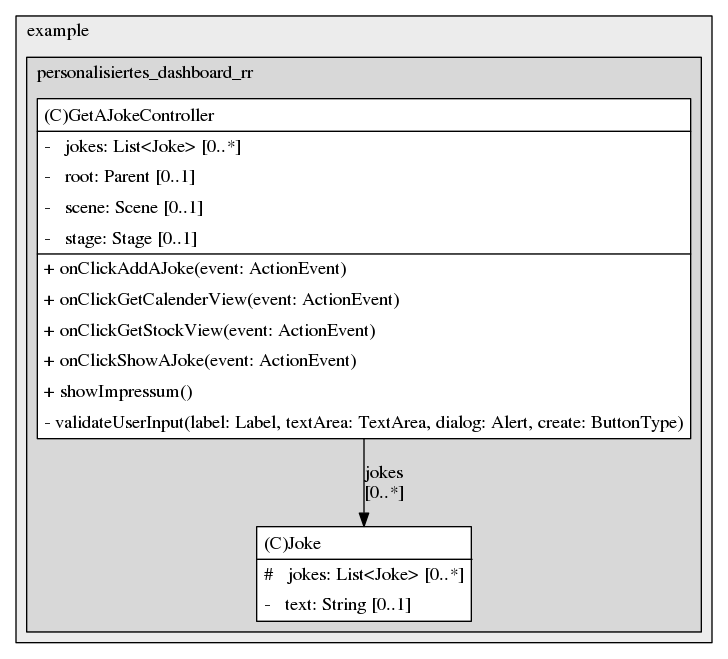 example
personalisiertes_dashboard_rr
(C)GetAJokeController
- jokes: List<Joke> [0..*]
- root: Parent [0..1]
- scene: Scene [0..1]
- stage: Stage [0..1]
+ onClickAddAJoke(event: ActionEvent)
+ onClickGetCalenderView(event: ActionEvent)
+ onClickGetStockView(event: ActionEvent)
+ onClickShowAJoke(event: ActionEvent)
+ showImpressum()
- validateUserInput(label: Label, textArea: TextArea, dialog: Alert, create: ButtonType)
jokes
[0..*]
(C)Joke
# jokes: List<Joke> [0..*]
- text: String [0..1]